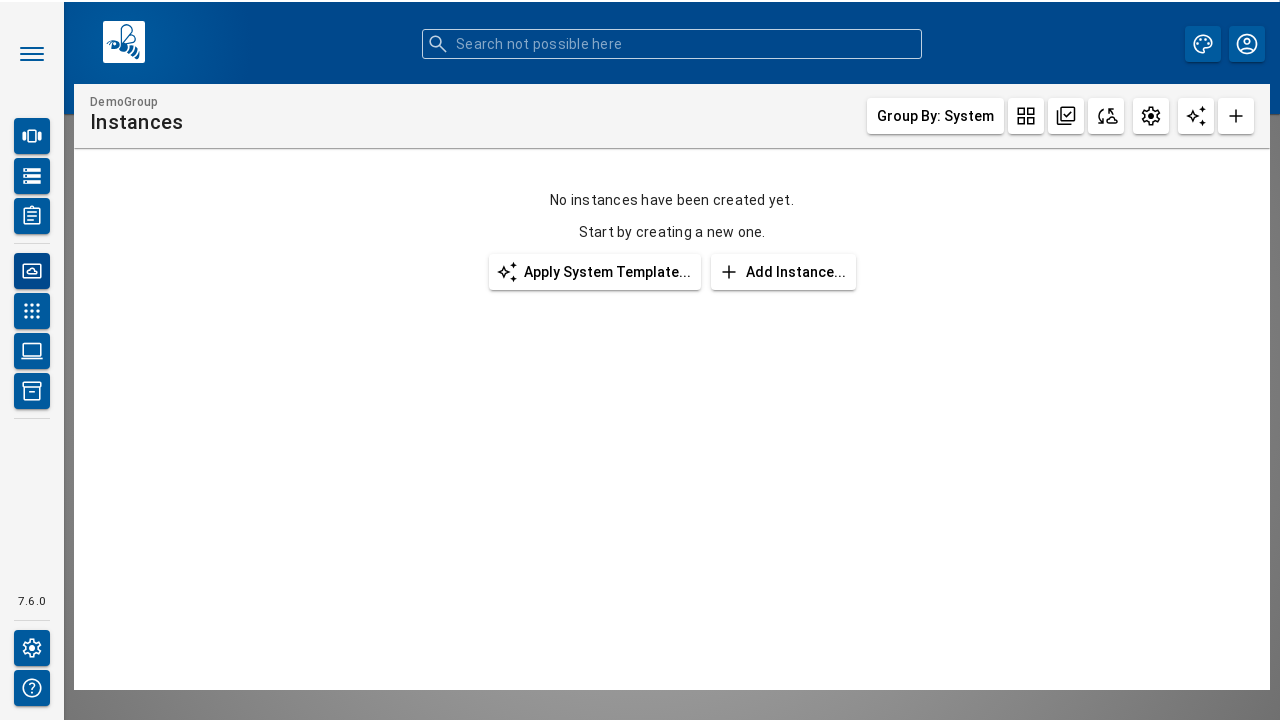 Search not possible here
DemoGroup
Instances
Group By: System
No instances have been created yet.
Start by creating a new one.
Apply System Template...
Add Instance...
7.6.0